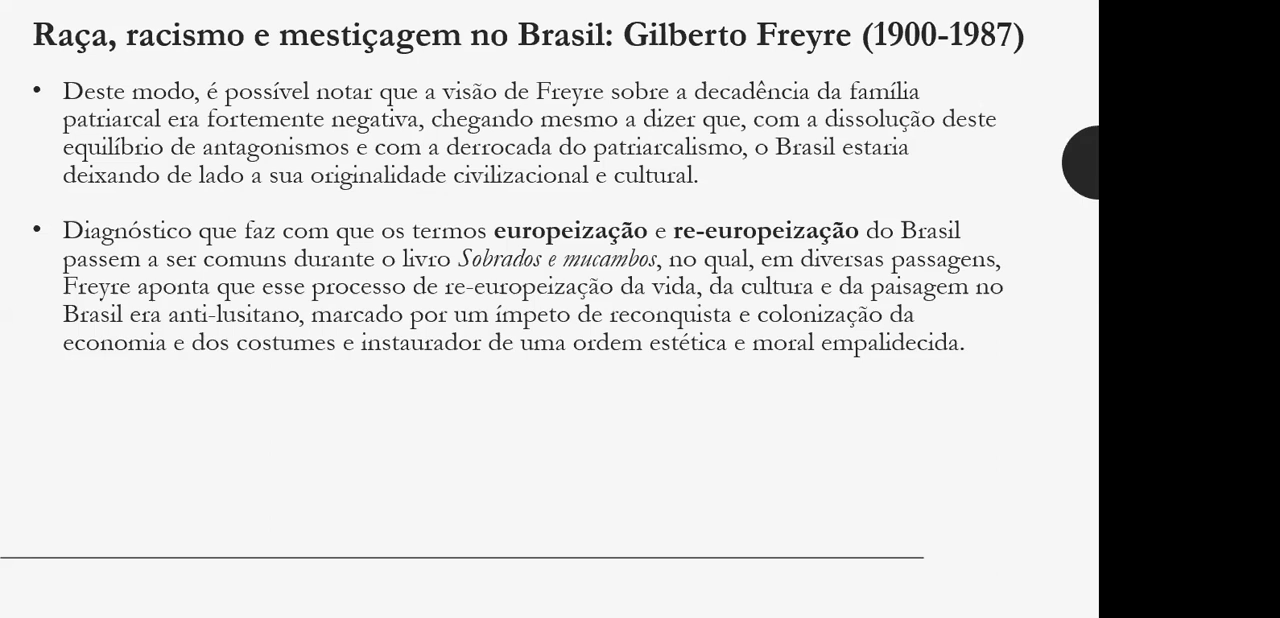 Raça, racismo e mestiçagem no Brasil: Gilberto Freyre (1900-1987)
• Deste modo, é possível notar que a visão de Freyre sobre a decadência da família
patriarcal era fortemente negativa, chegando mesmo a dizer que, com a dissolução deste
equilíbrio de antagonismos e com a derrocada do patriarcalismo, o Brasil estaria
deixando de lado a sua originalidade civilizacional e cultural.
• Diagnóstico que faz com que os termos europeização e re-europeização do Brasil
passem a ser comuns durante o livro Sobrados e mucambos, no qual, em diversas passagens,
Freyre aponta que esse processo de re-europeização da vida, da cultura e da paisagem no
Brasil era anti-lusitano, marcado por um ímpeto de reconquista e colonização da
economia e dos costumes e instaurador de uma ordem estética e moral empalidecida.